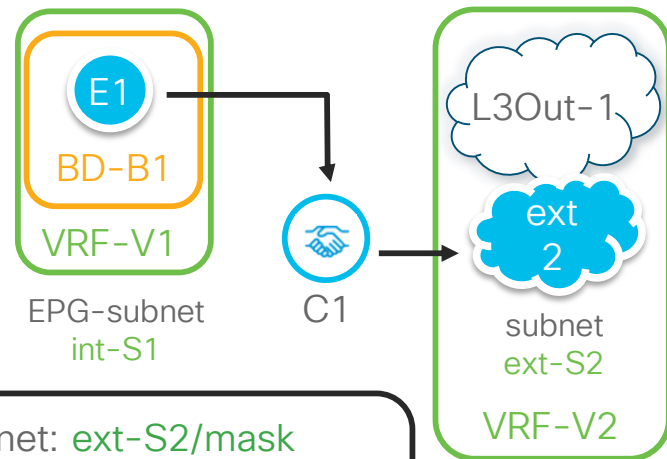 E1
BD-B1
VRF-V1
EPG-subnet
int-S1
C1
L3Out-1
ext
2
subnet
ext-S2
VRF-V2
ext-S2/mask